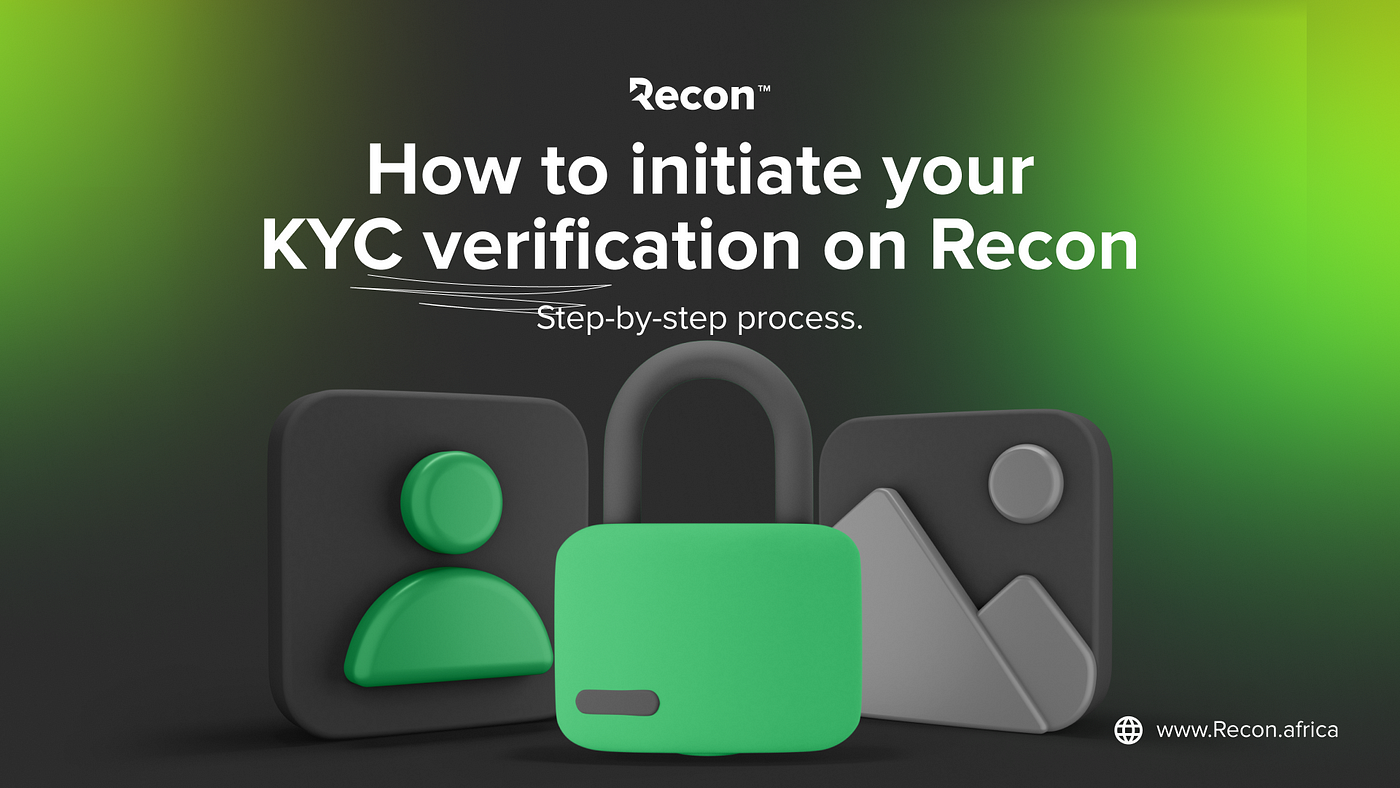 Recon™
How to initiate your
KYC verification on Recon
Step-by-step process.
www.Recon.africa